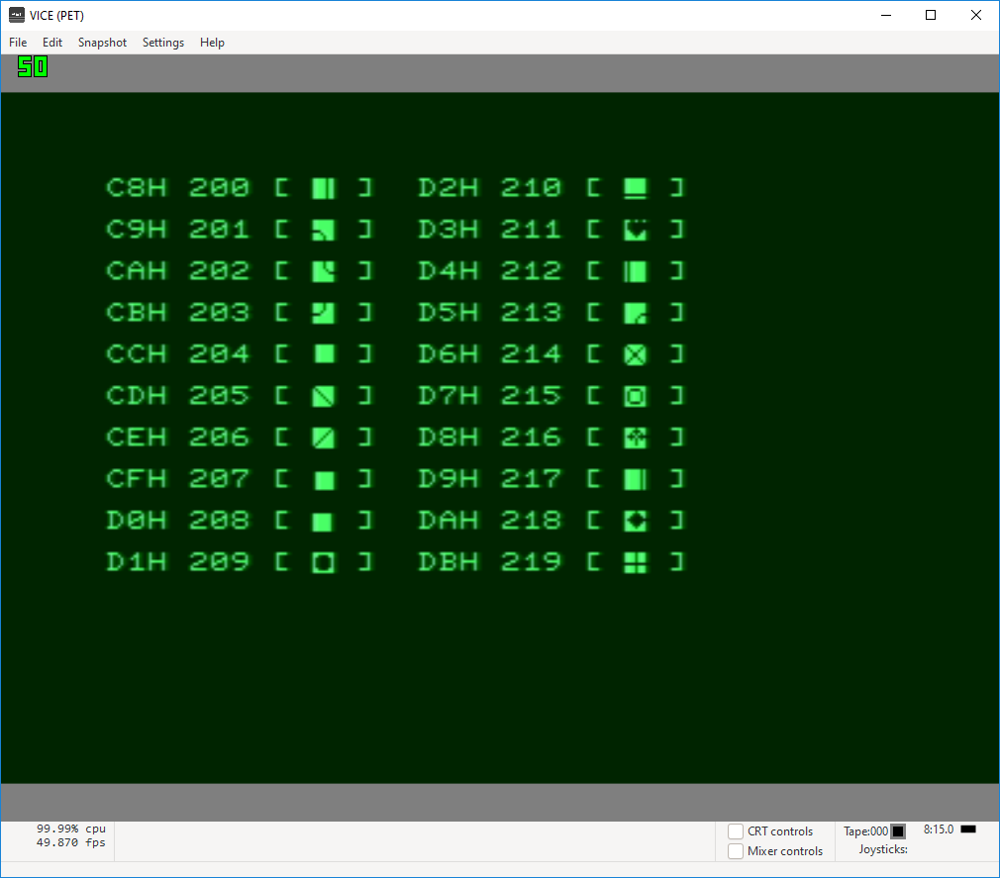 VICE (PET)
File Edit Snapshot Settings Help
50
C8H 200 [ ] D2H 210 [ ]
C9H 201 [ ] D3H 211 [ ]
CAH 202 [ ] D4H 212 [ ]
CBH 203 [ ] D5H 213 [ ]
CCH 204 [ ] D6H 214 [ ]
CDH 205 [ ] D7H 215 [ ]
CEH 206 [ ] D8H 216 [ ]
CFH 207 [ ] D9H 217 [ ]
D0H 208 [ ] DAH 218 [ ]
D1H 209 [ ] DBH 219 [ ]
99.99% cpu CRT controls Tape:000 8:15.0
49.870 fps Mixer controls Joysticks: